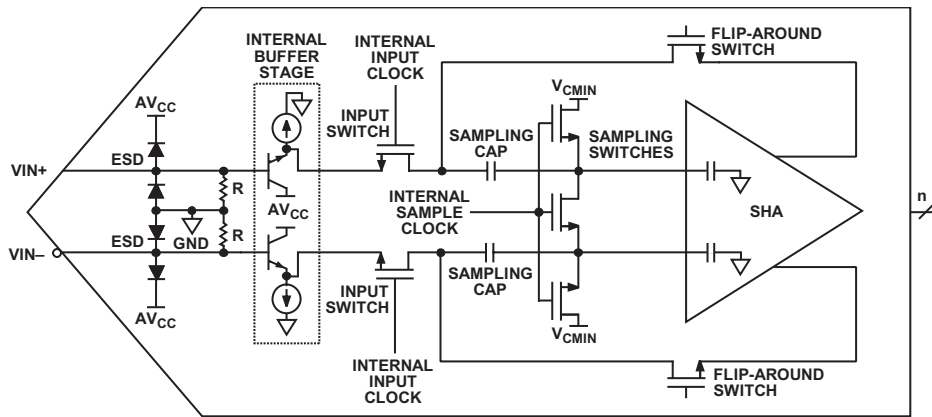 INTERNAL
BUFFER
STAGE
INTERNAL
INPUT
CLOCK
FLIP-AROUND
SWITCH
AVCC
VCMIN
INPUT
SWITCH
SAMPLING
CAP
SAMPLING
SWITCHES
VIN+
ESD
R
AVCC
INTERNAL
SAMPLE
CLOCK
SHA
n
GND
R
VIN–
ESD
SAMPLING
CAP
INPUT
SWITCH
AVCC
VCMIN
INTERNAL
INPUT
CLOCK
FLIP-AROUND
SWITCH